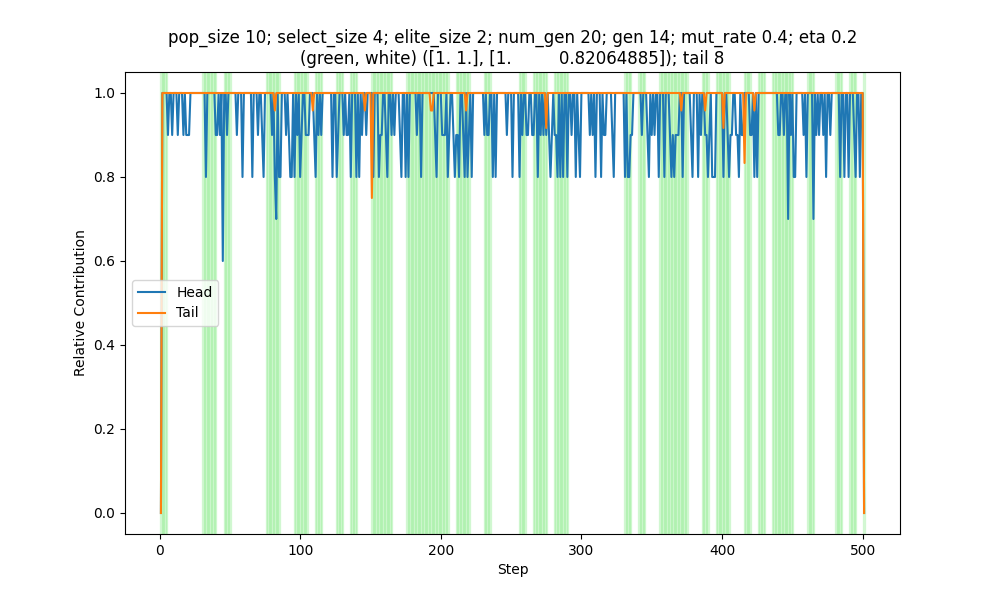 pop_size 10; select_size 4; elite_size 2; num_gen 20; gen 14; mut_rate 0.4; eta 0.2
(green, white) ([1. 1.], [1.         0.82064885]); tail 8
1.0
0.8
0.6
0.4
0.2
0.0
Relative Contribution
Head
Tail
0
100
200
300
400
500
Step